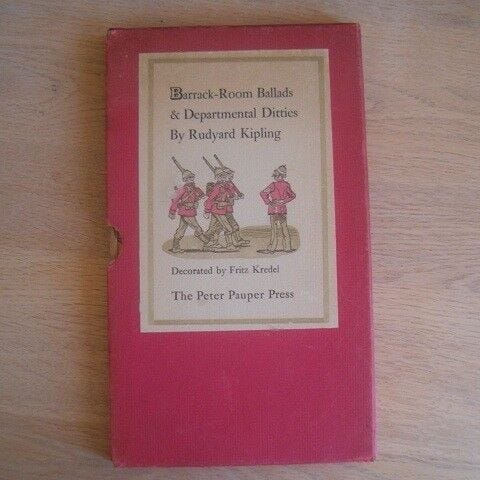 Barrack-Room Ballads
& Departmental Ditties
By Rudyard Kipling
Decorated by Fritz Kredel
The Peter Pauper Press